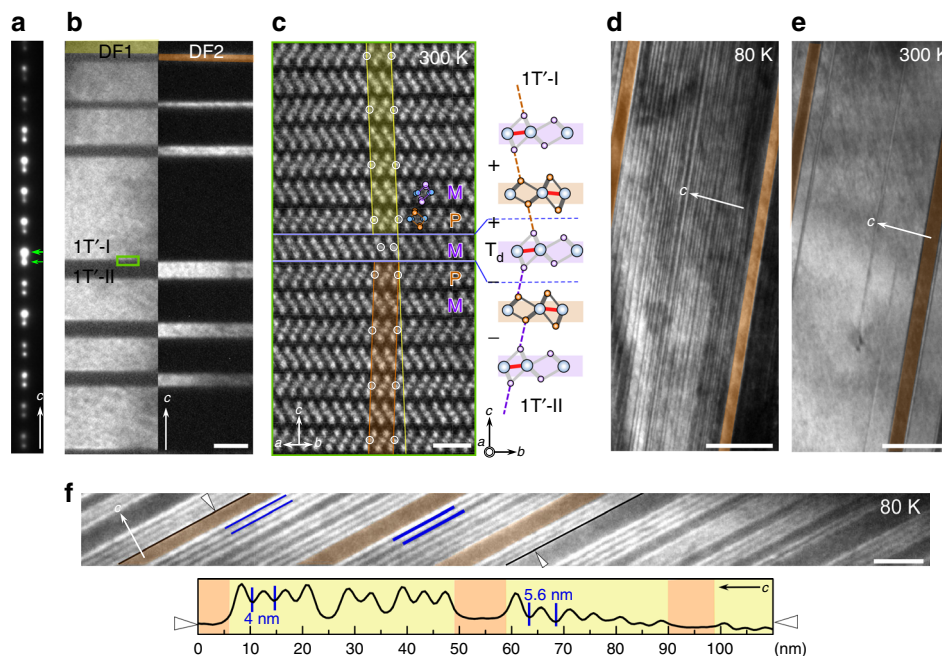 a
b
c
d
e
DF1
DF2
1T′-I
1T′-II
c
c
c
300 K
M
P
M
P
M
c
a
b
1T′-I
+
+
T_d
−
−
1T′-II
c
a
b
80 K
c
300 K
c
f
c
80 K
4 nm
5.6 nm
c
0 10 20 30 40 50 60 70 80 90 100 (nm)